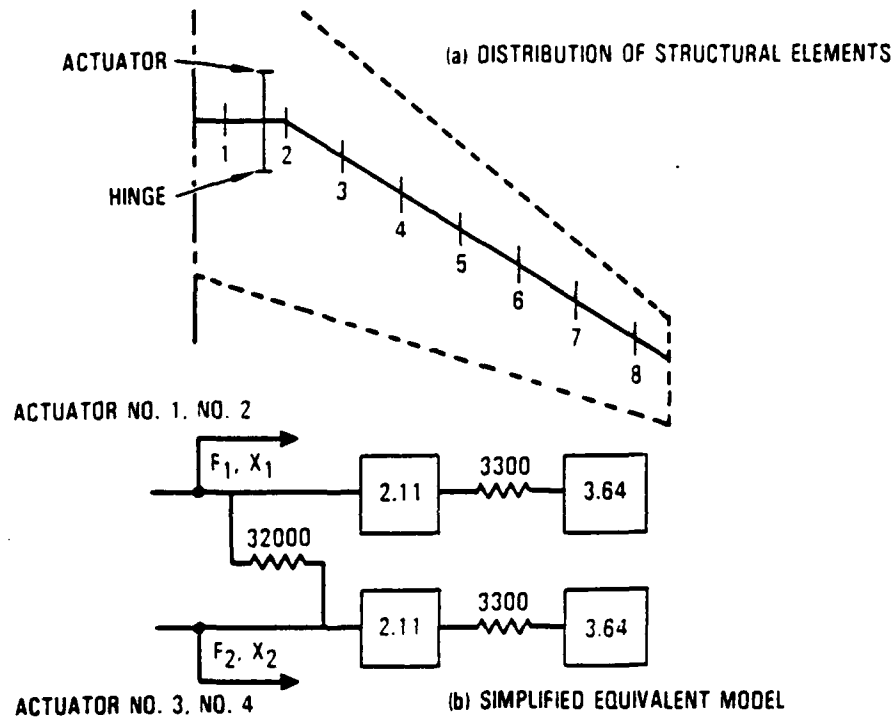 (a) DISTRIBUTION OF STRUCTURAL ELEMENTS
ACTUATOR
1
2
HINGE
3
4
5
6
7
8
ACTUATOR NO. 1, NO. 2
F1, X1
2.11
3300
3.64
32000
F2, X2
2.11
3300
3.64
ACTUATOR NO. 3, NO. 4
(b) SIMPLIFIED EQUIVALENT MODEL